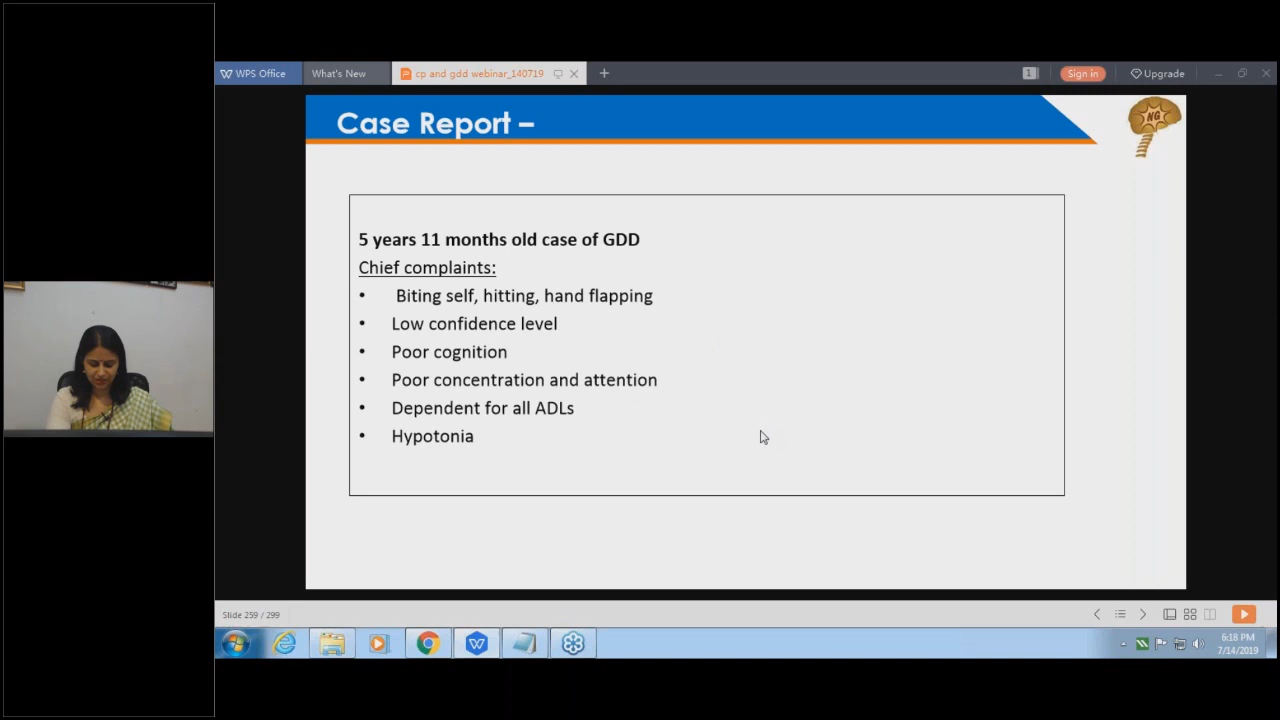 WPS Office
What's New
cp and gdd webinar_140719
1
Sign in
Upgrade
Case Report –
NG
5 years 11 months old case of GDD
Chief complaints:
• Biting self, hitting, hand flapping
• Low confidence level
• Poor cognition
• Poor concentration and attention
• Dependent for all ADLs
• Hypotonia
Slide 259 / 299
6:18 PM
7/14/2019